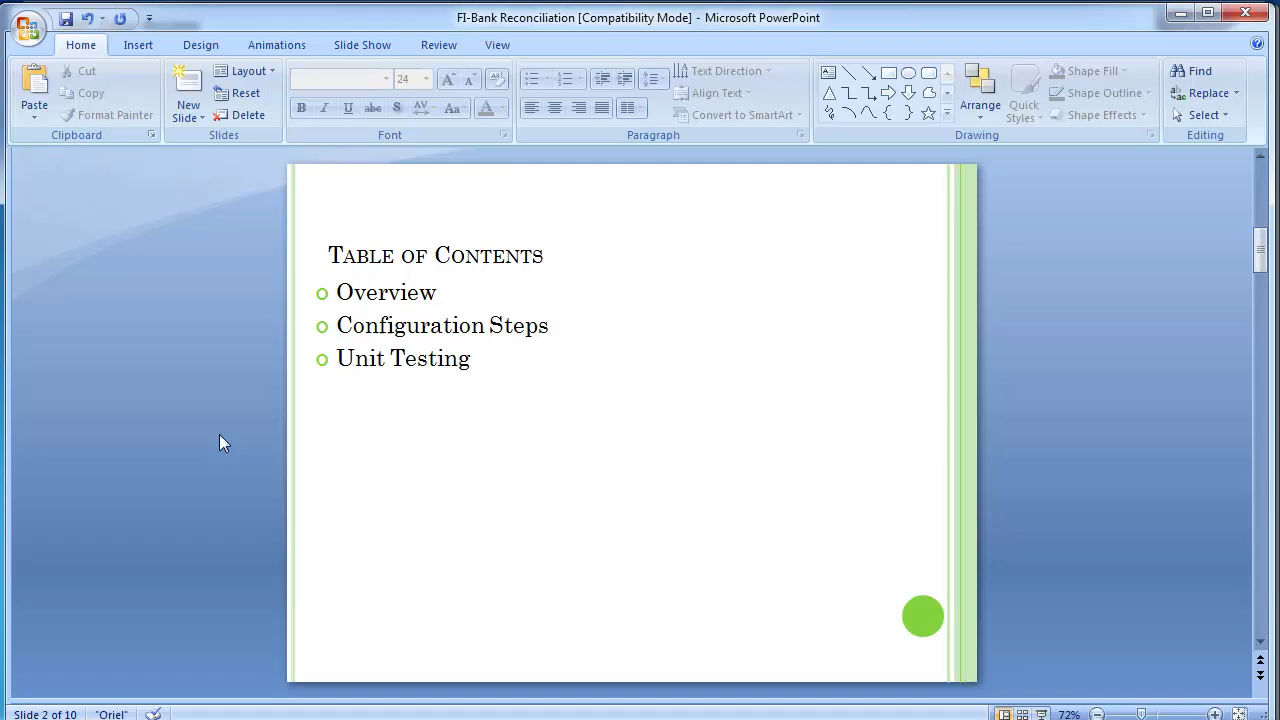 FI-Bank Reconciliation [Compatibility Mode] - Microsoft PowerPoint
Home Insert Design Animations Slide Show Review View
Paste
Cut
Copy
Format Painter
Clipboard
New Slide
Layout
Reset
Delete
Slides
24
B I U abc S AV Aa A
Font
Paragraph
Text Direction
Align Text
Convert to SmartArt
Arrange
Quick Styles
Shape Fill
Shape Outline
Shape Effects
Drawing
Find
Replace
Select
Editing
TABLE OF CONTENTS
Overview
Configuration Steps
Unit Testing
Slide 2 of 10 "Oriel" 72%